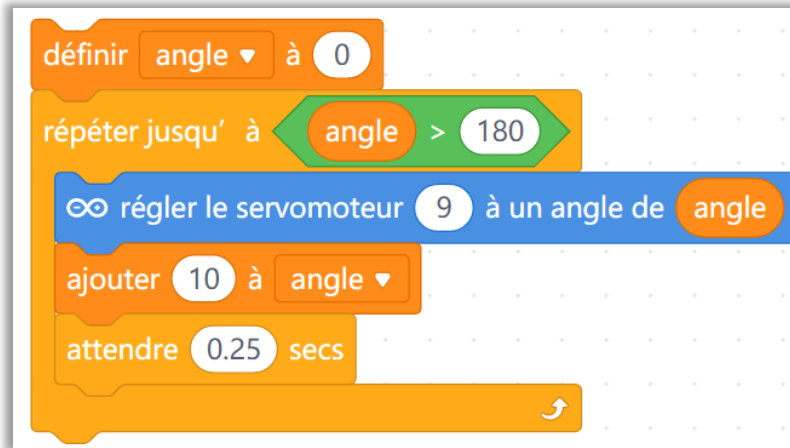 définir angle à 0
répéter jusqu' à angle > 180
régler le servomoteur 9 à un angle de angle
ajouter 10 à angle
attendre 0.25 secs